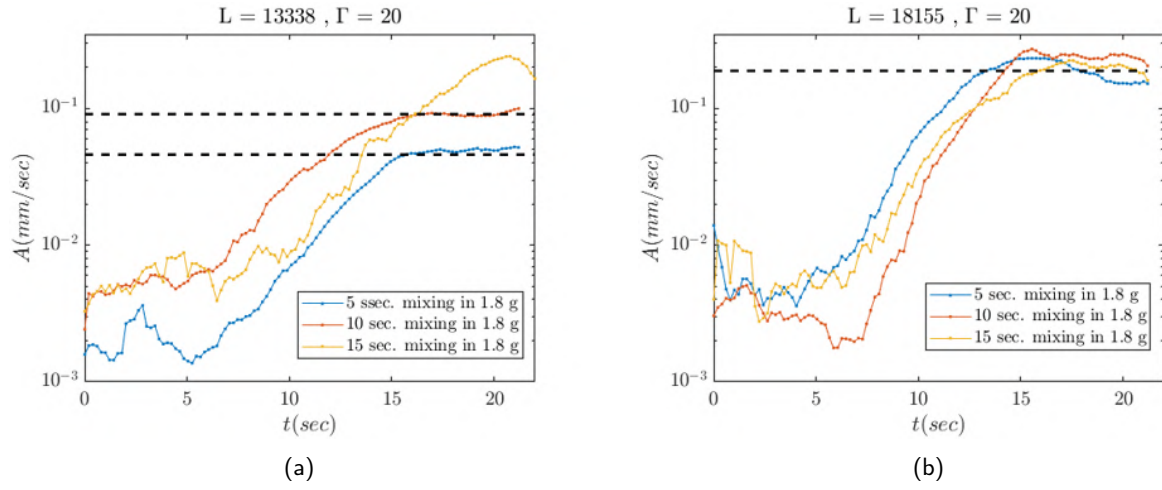 L = 13338 , Γ = 20
A(mm/sec)
10⁻¹
10⁻²
10⁻³
0 5 10 15 20
t(sec)
5 ssec. mixing in 1.8 g
10 sec. mixing in 1.8 g
15 sec. mixing in 1.8 g
(a)
L = 18155 , Γ = 20
A(mm/sec)
10⁻¹
10⁻²
10⁻³
0 5 10 15 20
t(sec)
5 sec. mixing in 1.8 g
10 sec. mixing in 1.8 g
15 sec. mixing in 1.8 g
(b)